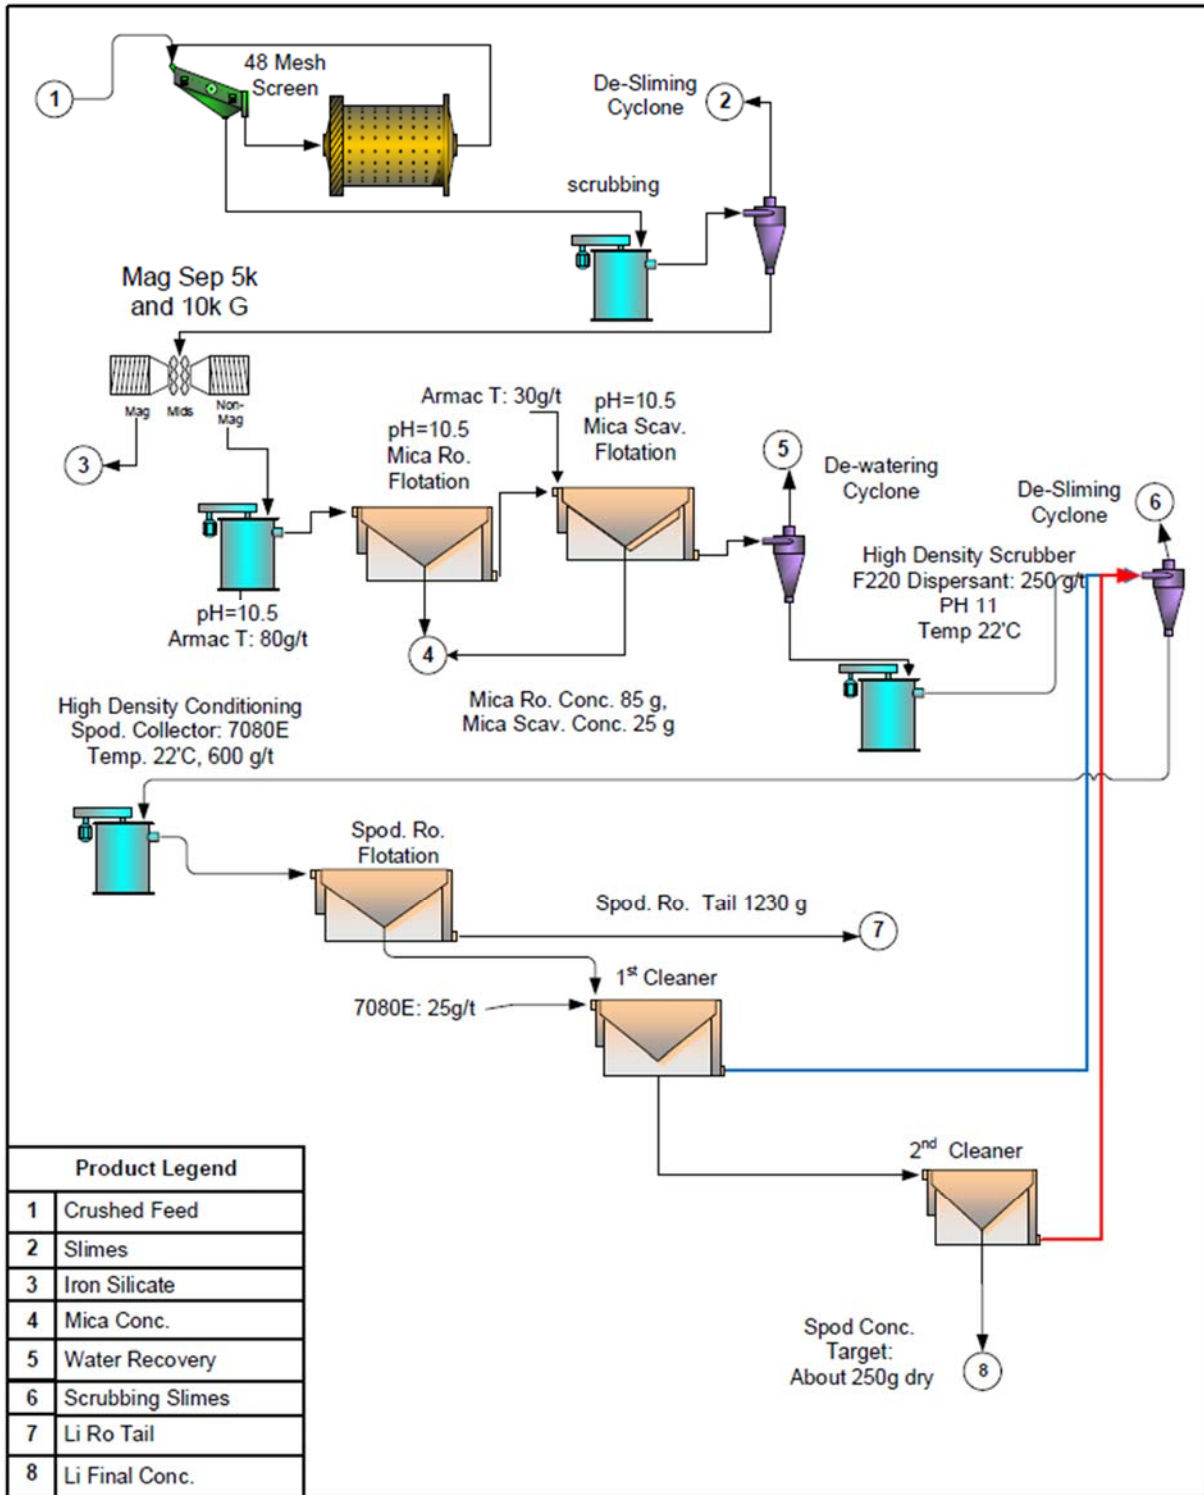 1
48 Mesh
Screen
De-Sliming
Cyclone
2
scrubbing
Mag Sep 5k
and 10k G
Mag
Mids
Non-
Mag
3
pH=10.5
Armac T: 80g/t
pH=10.5
Mica Ro.
Flotation
Armac T: 30g/t
pH=10.5
Mica Scav.
Flotation
4
Mica Ro. Conc. 85 g,
Mica Scav. Conc. 25 g
5
De-watering
Cyclone
High Density Scrubber
F220 Dispersant: 250 g/t
PH 11
Temp 22'C
De-Sliming
Cyclone
6
High Density Conditioning
Spod. Collector: 7080E
Temp. 22'C, 600 g/t
Spod. Ro.
Flotation
Spod. Ro. Tail 1230 g
7
1st Cleaner
7080E: 25g/t
2nd Cleaner
Spod Conc.
Target:
About 250g dry
8
Product Legend
1 Crushed Feed
2 Slimes
3 Iron Silicate
4 Mica Conc.
5 Water Recovery
6 Scrubbing Slimes
7 Li Ro Tail
8 Li Final Conc.